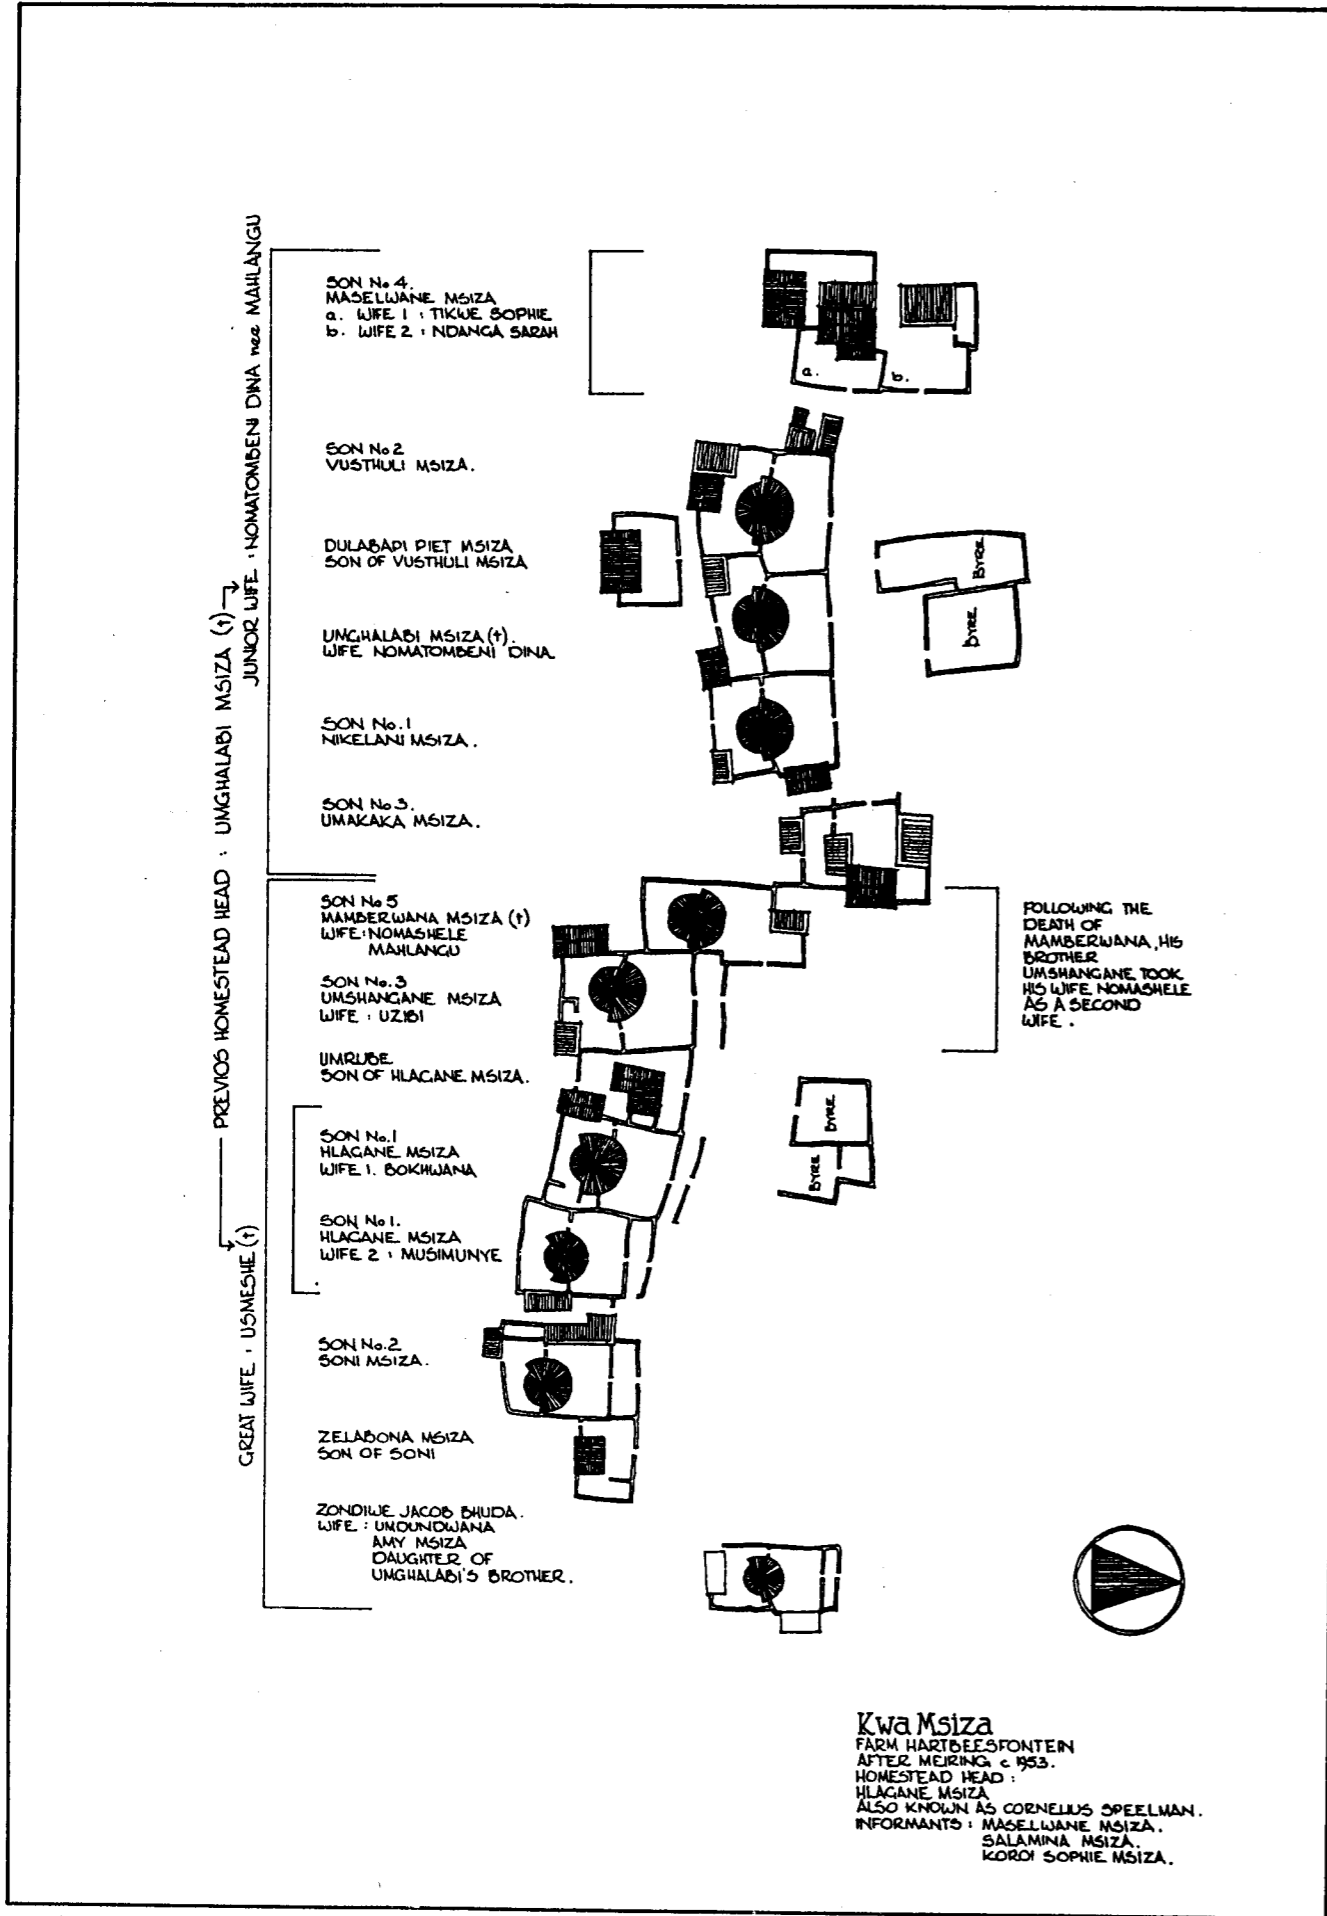 PREVIOS HOMESTEAD HEAD : UMGHALABI MSIZA (†)
JUNIOR WIFE : NOMATOMBENI DINA nee MAHLANGU
GREAT WIFE : USMESHE (†)
SON No 4.
MASELWANE MSIZA
a. WIFE 1 : TIKWE SOPHIE
b. WIFE 2 : NDANGA SARAH
a.
b.
SON No 2
VUSTHULI MSIZA.
DULABADI PIET MSIZA
SON OF VUSTHULI MSIZA
BYRE
BYRE
UMGHALABI MSIZA (†).
WIFE NOMATOMBENI DINA
SON No. 1
NIKELANI MSIZA.
SON No 3.
UMAKAKA MSIZA.
SON No 5
MAMBERWANA MSIZA (†)
WIFE: NOMASHELE
MAHLANGU
FOLLOWING THE
DEATH OF
MAMBERWANA, HIS
BROTHER
UMSHANGANE TOOK
HIS WIFE NOMASHELE
AS A SECOND
WIFE.
SON No. 3
UMSHANGANE MSIZA
WIFE : UZIBI
UMRUBE
SON OF HLAGANE MSIZA.
BYRE
BYRE
SON No. 1
HLAGANE MSIZA
WIFE 1. BOKHWANA
SON No 1.
HLAGANE MSIZA
WIFE 2 : MUSIMUNYE
SON No. 2
SONI MSIZA.
ZELABONA MSIZA
SON OF SONI
ZONDIWE JACOB BHUDA.
WIFE : UMOUNDWANA
AMY MSIZA
DAUGHTER OF
UMGHALABI'S BROTHER.
Kwa Msiza
FARM HARTBEESFONTEIN
AFTER MEIRING c 1953.
HOMESTEAD HEAD :
HLAGANE MSIZA
ALSO KNOWN AS CORNELIUS SPEELMAN.
INFORMANTS : MASELWANE MSIZA.
SALAMINA MSIZA.
KOROI SOPHIE MSIZA.